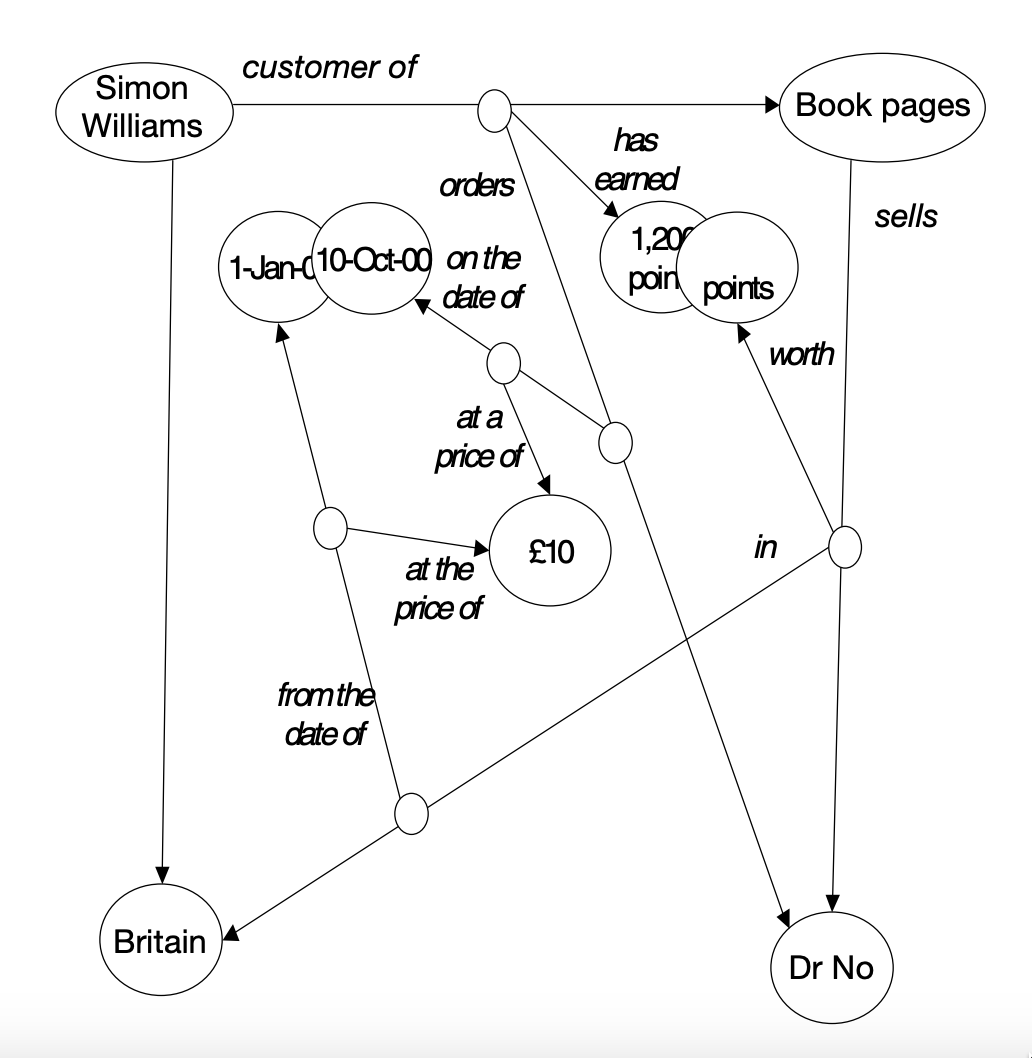 customer of
Simon
Williams
Book pages
has
earned
orders
sells
1-Jan-0
10-Oct-00
on the
date of
1,200
poin
points
worth
at a
price of
in
£10
at the
price of
from the
date of
Britain
Dr No